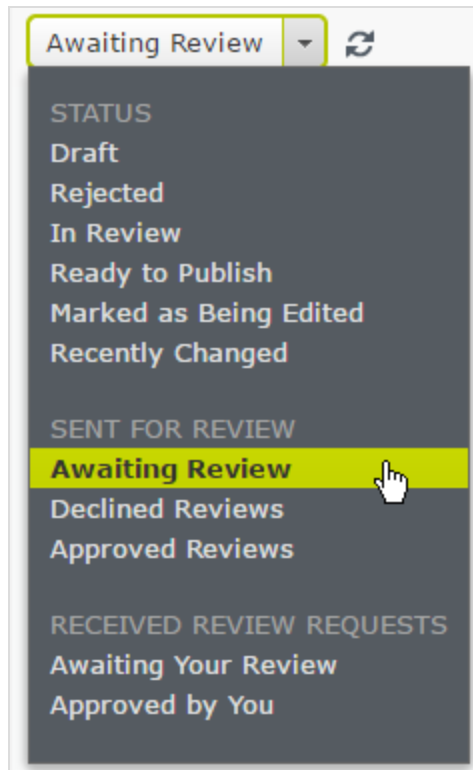 Awaiting Review
STATUS
Draft
Rejected
In Review
Ready to Publish
Marked as Being Edited
Recently Changed
SENT FOR REVIEW
Awaiting Review
Declined Reviews
Approved Reviews
RECEIVED REVIEW REQUESTS
Awaiting Your Review
Approved by You